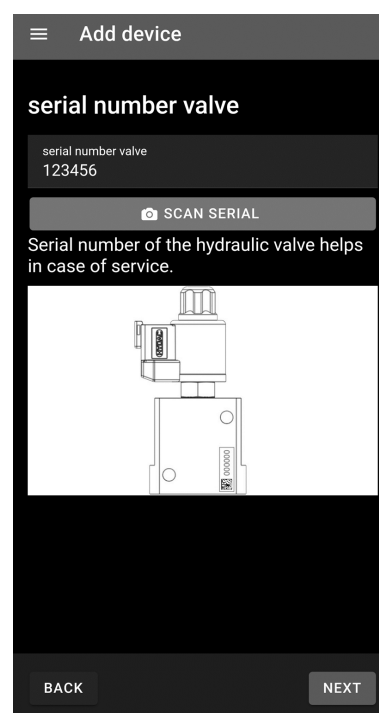 Add device
serial number valve
serial number valve
123456
SCAN SERIAL
Serial number of the hydraulic valve helps
in case of service.
HYDAC
000000
BACK
NEXT